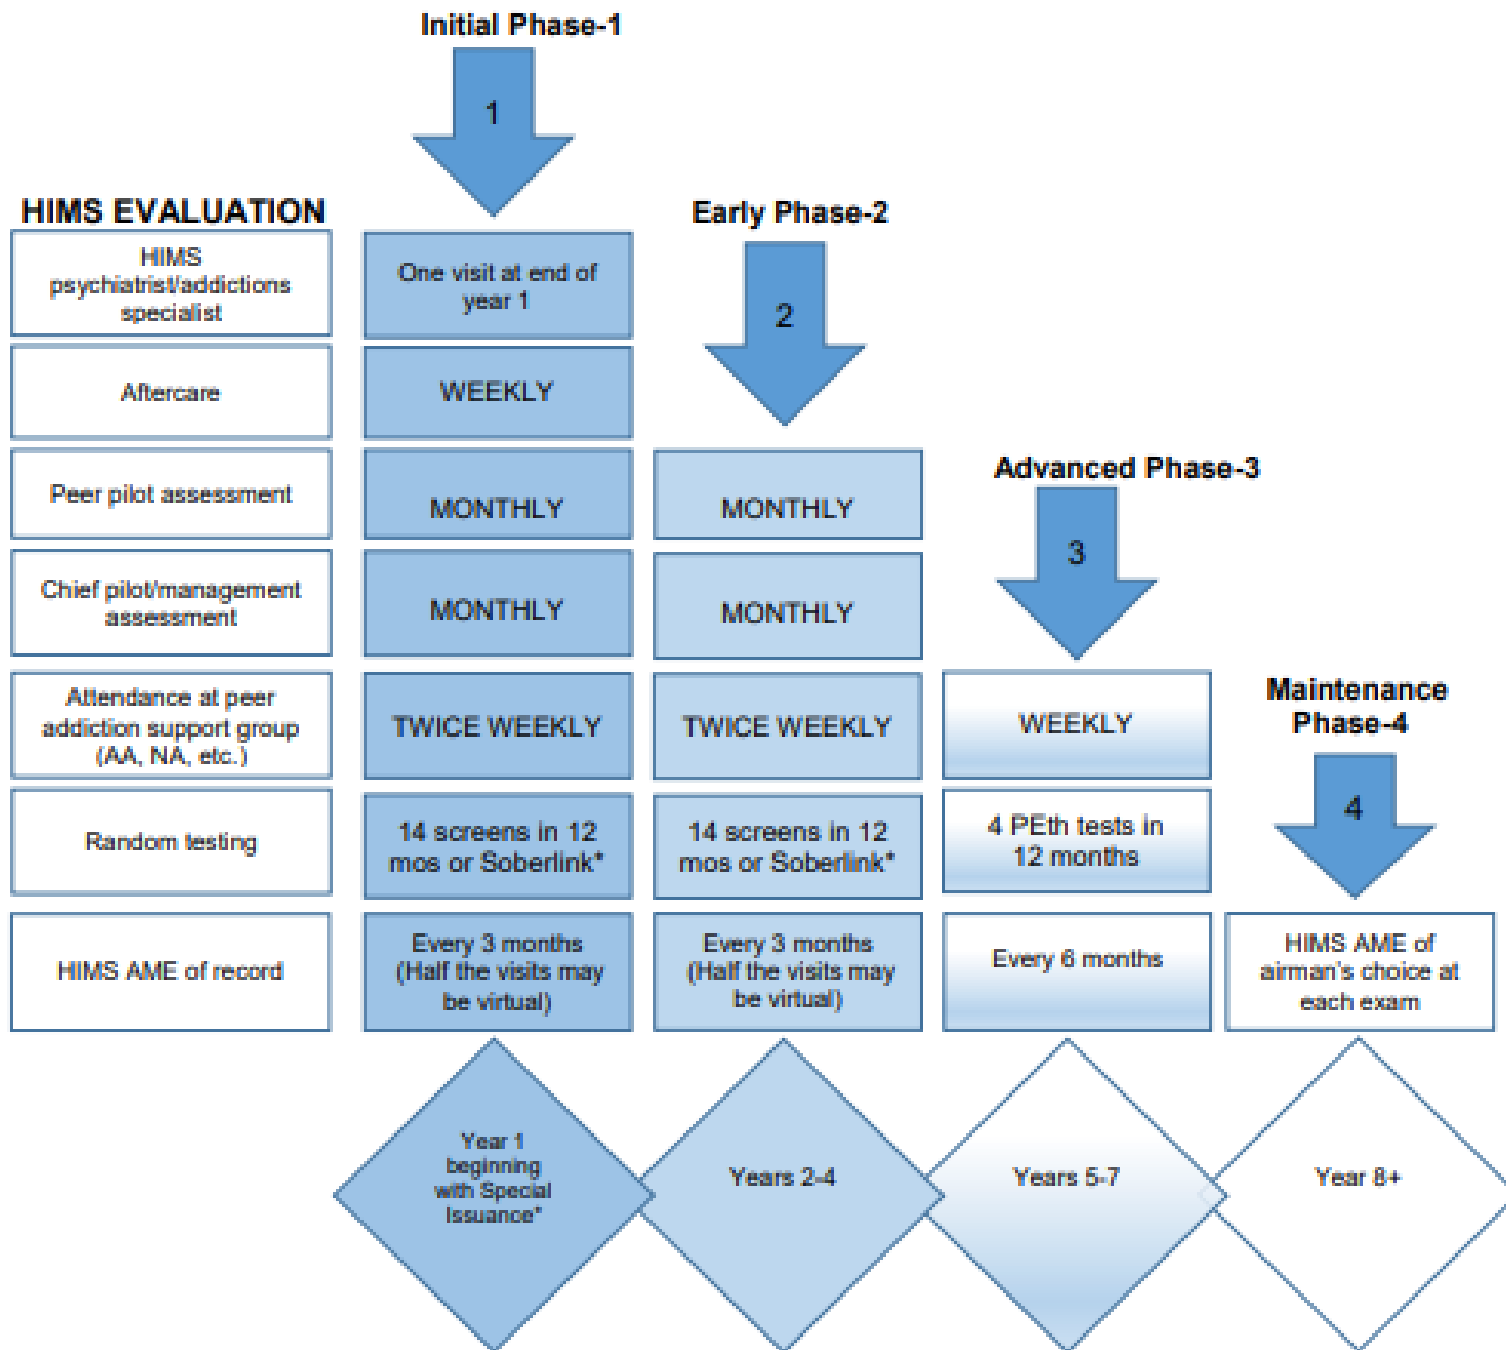 Initial Phase-1
1
HIMS EVALUATION
HIMS
psychiatrist/addictions
specialist
One visit at end of
year 1
Early Phase-2
2
Aftercare
WEEKLY
Peer pilot assessment
MONTHLY
MONTHLY
Advanced Phase-3
3
Chief pilot/management
assessment
MONTHLY
MONTHLY
Attendance at peer
addiction support group
(AA, NA, etc.)
TWICE WEEKLY
TWICE WEEKLY
WEEKLY
Maintenance
Phase-4
4
Random testing
14 screens in 12
mos or Soberlink*
14 screens in 12
mos or Soberlink*
4 PEth tests in
12 months
HIMS AME of record
Every 3 months
(Half the visits may
be virtual)
Every 3 months
(Half the visits may
be virtual)
Every 6 months
HIMS AME of
airman's choice at
each exam
Year 1
beginning
with Special
Issuance*
Years 2-4
Years 5-7
Year 8+